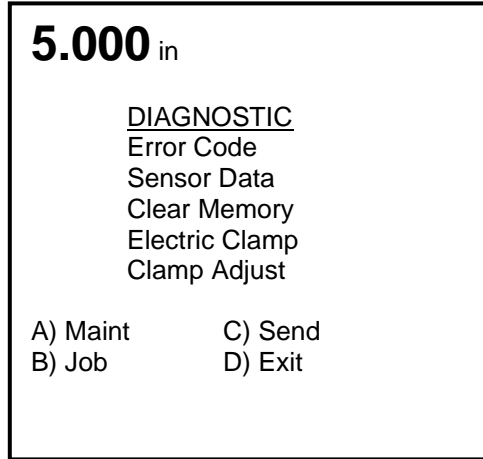 5.000 in
DIAGNOSTIC
Error Code
Sensor Data
Clear Memory
Electric Clamp
Clamp Adjust
A) Maint C) Send
B) Job D) Exit